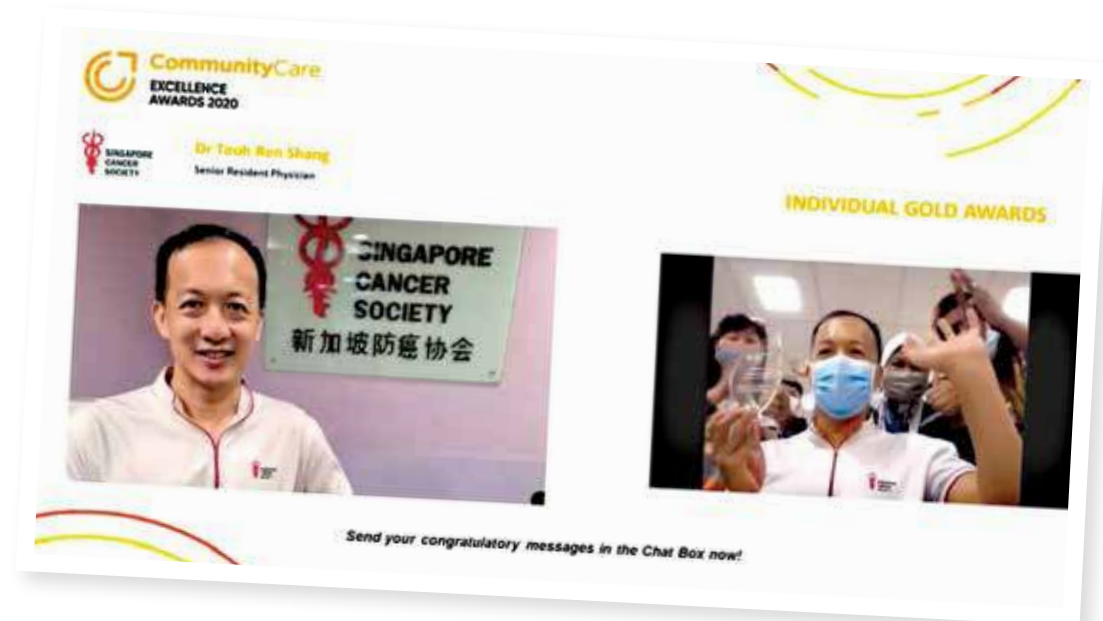 CommunityCare
EXCELLENCE
AWARDS 2020
SINGAPORE
CANCER
SOCIETY
Dr Tauh Ren Shang
Senior Resident Physician
INDIVIDUAL GOLD AWARDS
SINGAPORE
CANCER
SOCIETY
新加坡防癌协会
Send your congratulatory messages in the Chat Box now!